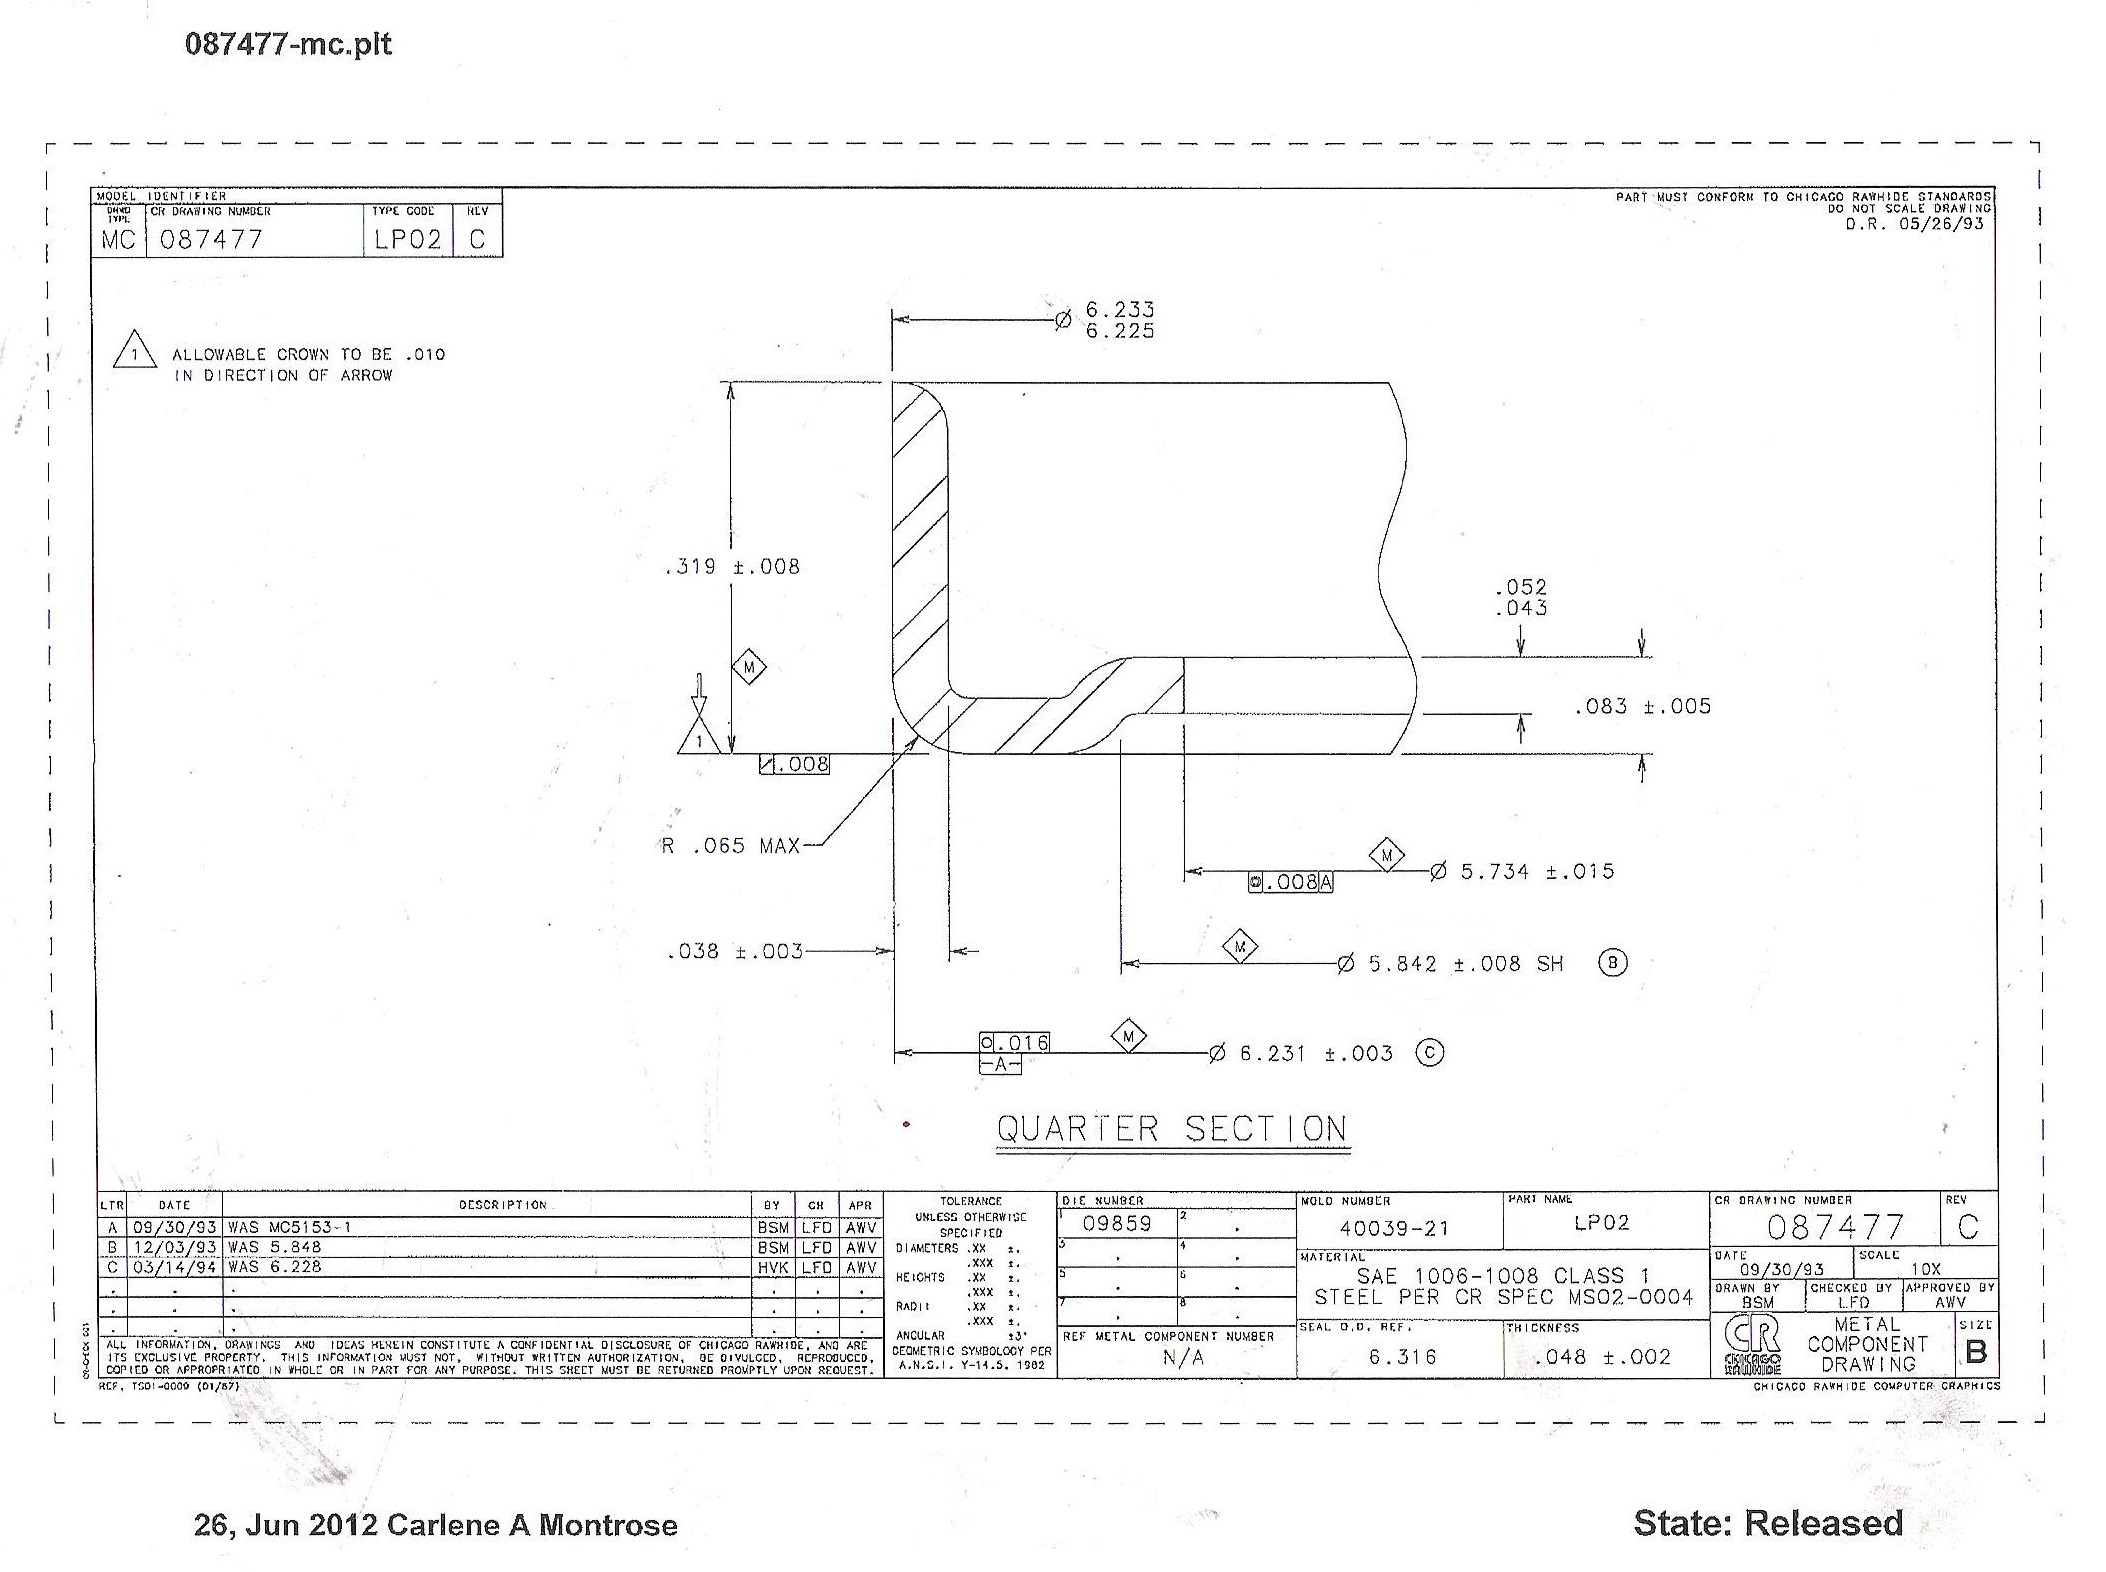 087477-mc.plt
MODEL IDENTIFIER
DRWG TYPE
CR DRAWING NUMBER
TYPE CODE
REV
MC
087477
LP02
C
PART MUST CONFORM TO CHICAGO RAWHIDE STANDARDS
DO NOT SCALE DRAWING
D.R. 05/26/93
1
ALLOWABLE CROWN TO BE .010
IN DIRECTION OF ARROW
Ø 6.233
6.225
.319 ±.008
.052
.043
M
.083 ±.005
1
.008
R .065 MAX
M
Ø 5.734 ±.015
.008 A
.038 ±.003
M
Ø 5.842 ±.008 SH
B
.016
-A-
M
Ø 6.231 ±.003
C
QUARTER SECTION
LTR DATE DESCRIPTION BY CH APR
A 09/30/93 WAS MC5153-1 BSM LFD AWV
B 12/03/93 WAS 5.848 BSM LFD AWV
C 03/14/94 WAS 6.228 HVK LFD AWV
ALL INFORMATION, DRAWINGS AND IDEAS HEREIN CONSTITUTE A CONFIDENTIAL DISCLOSURE OF CHICAGO RAWHIDE, AND ARE
ITS EXCLUSIVE PROPERTY. THIS INFORMATION MUST NOT, WITHOUT WRITTEN AUTHORIZATION, BE DIVULGED, REPRODUCED,
COPIED OR APPROPRIATED IN WHOLE OR IN PART FOR ANY PURPOSE. THIS SHEET MUST BE RETURNED PROMPTLY UPON REQUEST.
REF. TS01-0009 (01/87)
TOLERANCE
UNLESS OTHERWISE
SPECIFIED
DIAMETERS .XX ±.
.XXX ±.
HEIGHTS .XX ±.
.XXX ±.
RADII .XX ±.
.XXX ±.
ANGULAR ±3°
GEOMETRIC SYMBOLOGY PER
A.N.S.I. Y-14.5. 1982
DIE NUMBER
1 09859 2
3 4
5 6
7 8
REF METAL COMPONENT NUMBER
N/A
MOLD NUMBER
40039-21
PART NAME
LP02
MATERIAL
SAE 1006-1008 CLASS 1
STEEL PER CR SPEC MS02-0004
SEAL O.D. REF.
6.316
THICKNESS
.048 ±.002
CR DRAWING NUMBER
087477
REV
C
DATE
09/30/93
SCALE
10X
DRAWN BY
BSM
CHECKED BY
LFD
APPROVED BY
AWV
CR
CHICAGO
RAWHIDE
METAL
COMPONENT
DRAWING
SIZE
B
CHICAGO RAWHIDE COMPUTER GRAPHICS
26, Jun 2012 Carlene A Montrose
State: Released